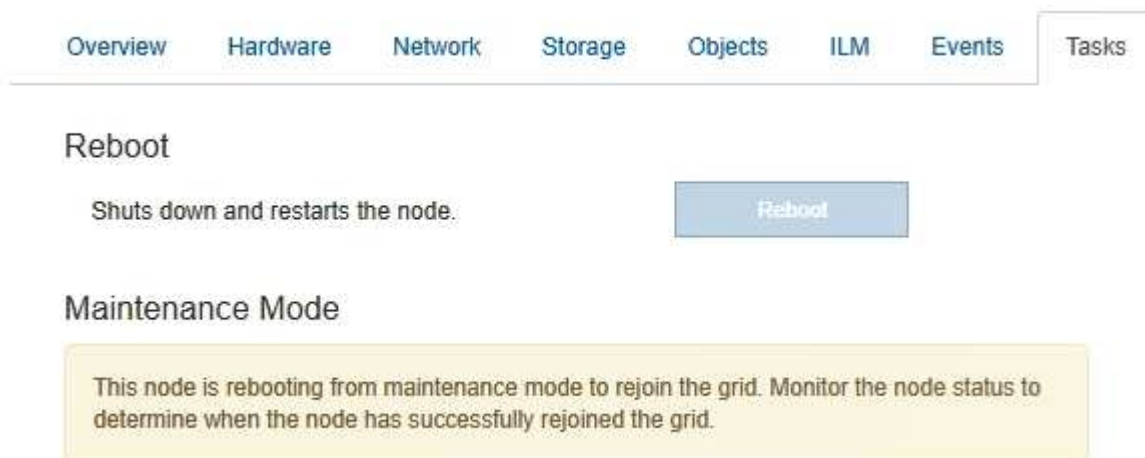 Overview Hardware Network Storage Objects ILM Events Tasks
Reboot
Shuts down and restarts the node. Reboot
Maintenance Mode
This node is rebooting from maintenance mode to rejoin the grid. Monitor the node status to
determine when the node has successfully rejoined the grid.